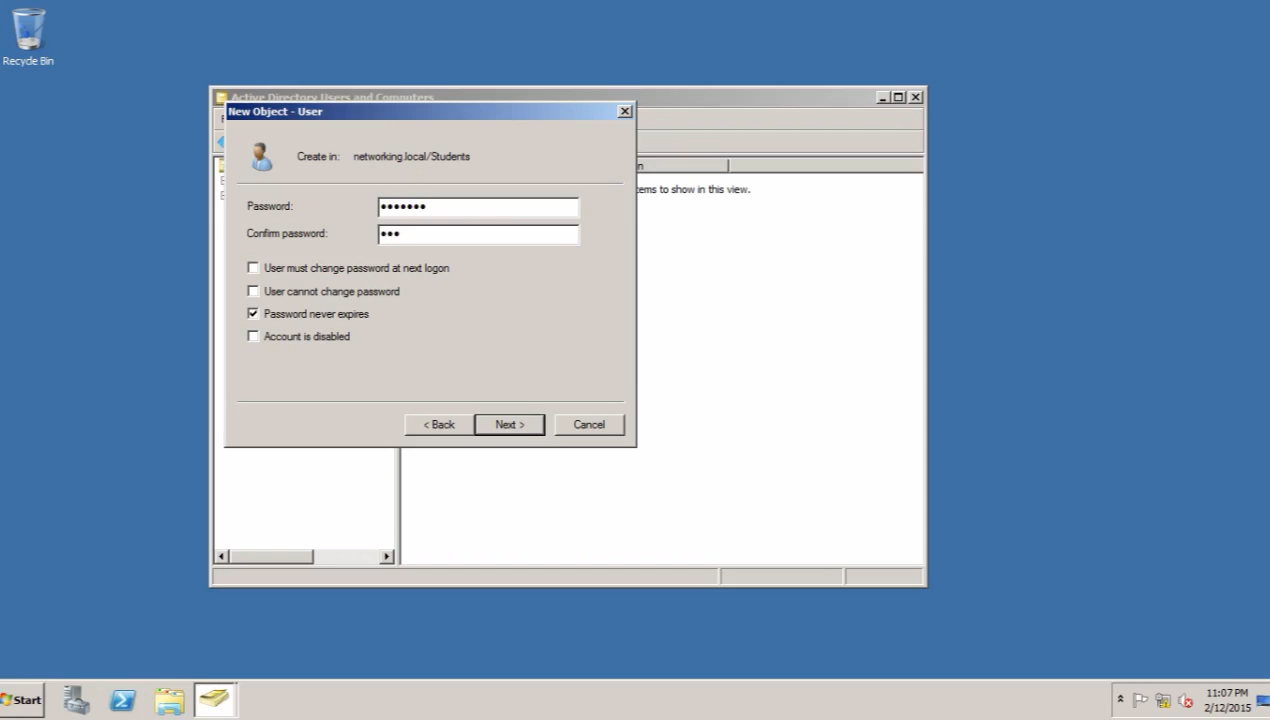 Recycle Bin
Active Directory Users and Computers
New Object - User
Create in: networking.local/Students
Password: •••••••
Confirm password: •••
User must change password at next logon
User cannot change password
Password never expires
Account is disabled
< Back Next > Cancel
to show in this view.
Start
11:07 PM
2/12/2015